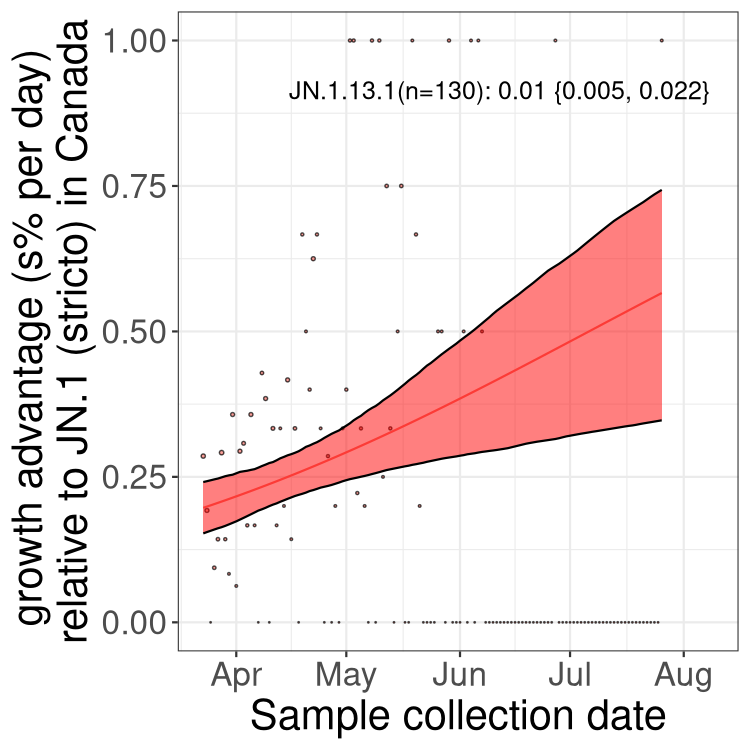 growth advantage (s% per day)
relative to JN.1 (stricto) in Canada
1.00
JN.1.13.1(n=130): 0.01 {0.005, 0.022}
0.75
0.50
0.25
0.00
Apr May Jun Jul Aug
Sample collection date